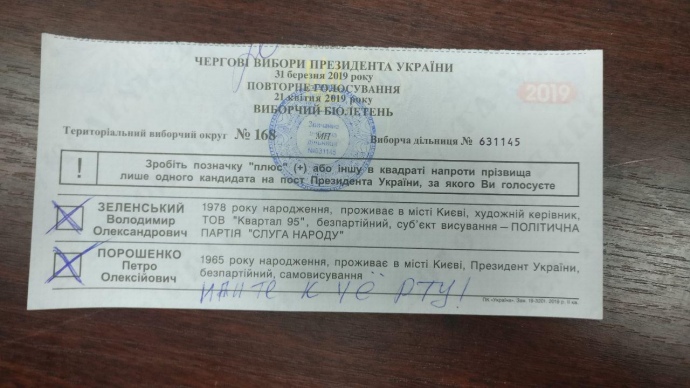 ЧЕРГОВІ ВИБОРИ ПРЕЗИДЕНТА УКРАЇНИ
31 березня 2019 року
ПОВТОРНЕ ГОЛОСУВАННЯ
21 квітня 2019 року
ВИБОРЧИЙ БЮЛЕТЕНЬ
2019
Територіальний виборчий округ № 168
МП
Виборча дільниця № 631145
№631145
! Зробіть позначку "плюс" (+) або іншу в квадраті напроти прізвища
лише одного кандидата на пост Президента України, за якого Ви голосуєте
ЗЕЛЕНСЬКИЙ
Володимир
Олександрович
1978 року народження, проживає в місті Києві, художній керівник,
ТОВ "Квартал 95", безпартійний, суб'єкт висування – ПОЛІТИЧНА
ПАРТІЯ "СЛУГА НАРОДУ"
ПОРОШЕНКО
Петро
Олексійович
1965 року народження, проживає в місті Києві, Президент України,
безпартійний, самовисування